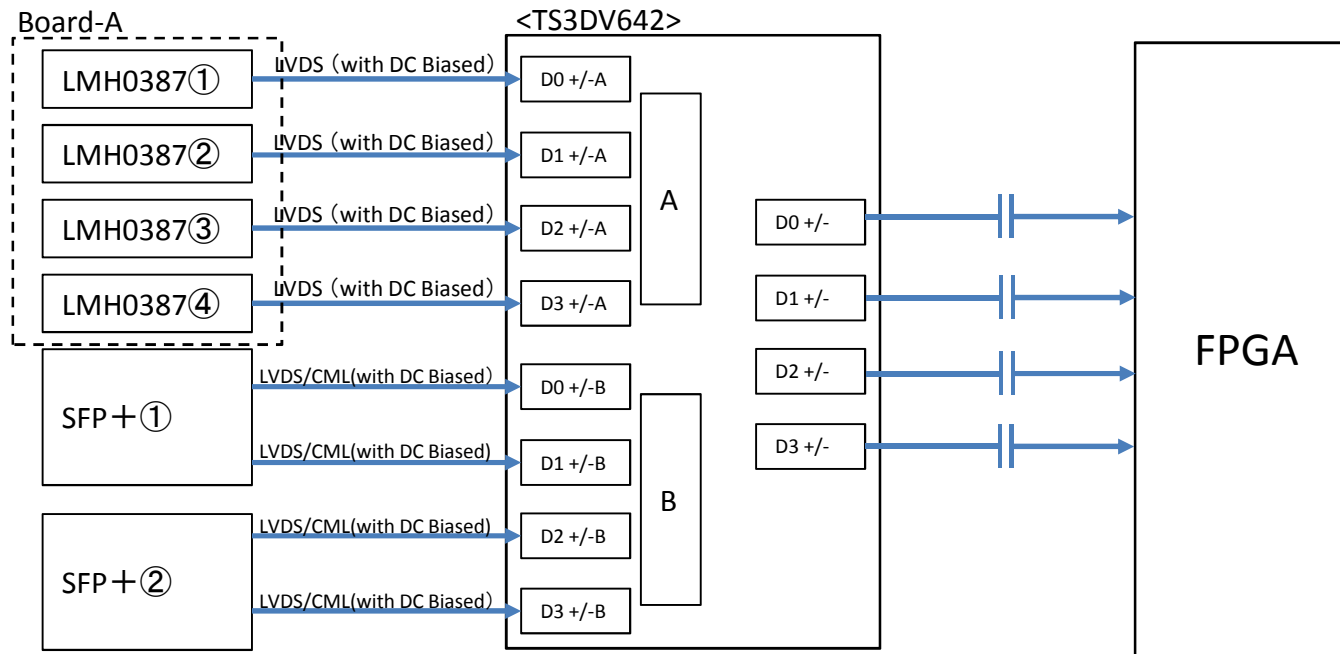 Board-A
<TS3DV642>
LMH0387①
LVDS （with DC Biased）
D0 +/-A
LMH0387②
LVDS （with DC Biased）
D1 +/-A
A
LMH0387③
LVDS （with DC Biased）
D2 +/-A
D0 +/-
LMH0387④
LVDS （with DC Biased）
D3 +/-A
D1 +/-
FPGA
SFP＋①
LVDS/CML(with DC Biased）
D0 +/-B
D2 +/-
LVDS/CML(with DC Biased)
D1 +/-B
D3 +/-
B
SFP＋②
LVDS/CML(with DC Biased)
D2 +/-B
LVDS/CML(with DC Biased）
D3 +/-B